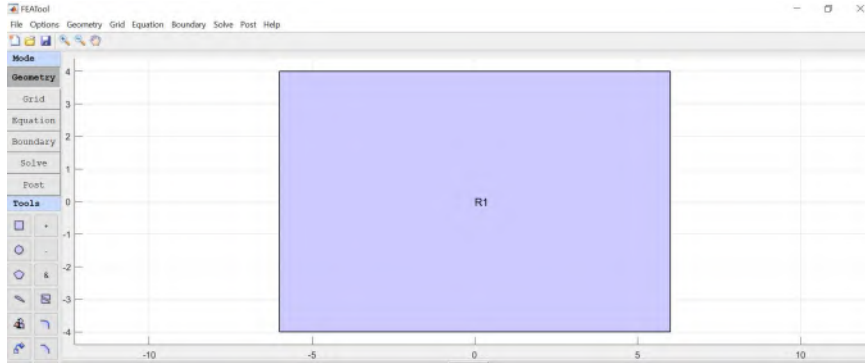 FEATool
File Options Geometry Grid Equation Boundary Solve Post Help
Mode
Geometry
Grid
Equation
Boundary
Solve
Post
Tools
&
4
3
2
1
0
-1
-2
-3
-4
R1
-10 -5 0 5 10